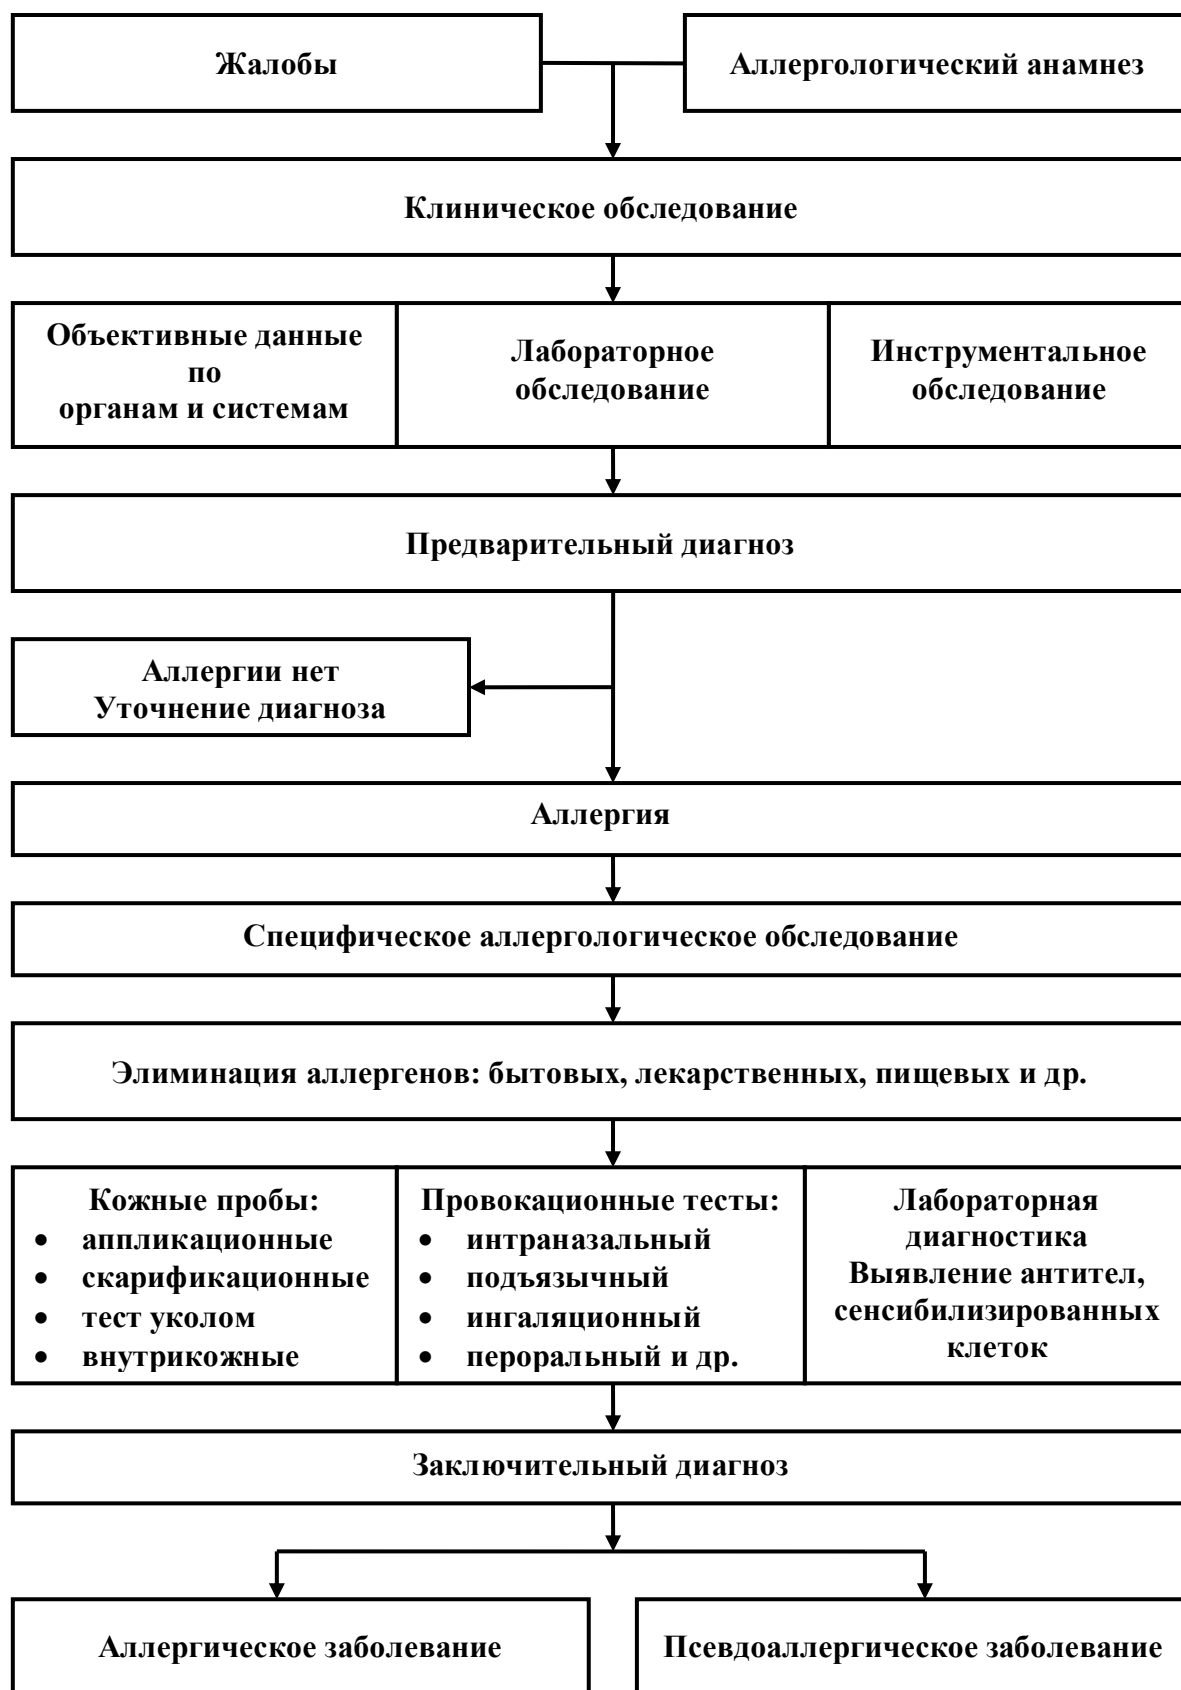 Жалобы
Аллергологический анамнез
Клиническое обследование
Объективные данные
по
органам и системам
Лабораторное
обследование
Инструментальное
обследование
Предварительный диагноз
Аллергии нет
Уточнение диагноза
Аллергия
Специфическое аллергологическое обследование
Элиминация аллергенов: бытовых, лекарственных, пищевых и др.
Кожные пробы:
• аппликационные
• скарификационные
• тест уколом
• внутрикожные
Провокационные тесты:
• интраназальный
• подъязычный
• ингаляционный
• пероральный и др.
Лабораторная
диагностика
Выявление антител,
сенсибилизированных
клеток
Заключительный диагноз
Аллергическое заболевание
Псевдоаллергическое заболевание